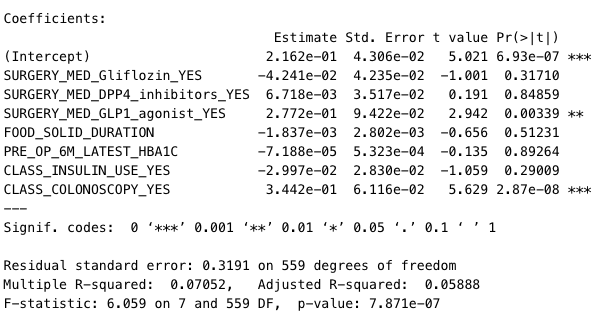 Coefficients:
Estimate Std. Error t value Pr(>|t|)
(Intercept) 2.162e-01 4.306e-02 5.021 6.93e-07 ***
SURGERY_MED_Gliflozin_YES -4.241e-02 4.235e-02 -1.001 0.31710
SURGERY_MED_DPP4_inhibitors_YES 6.718e-03 3.517e-02 0.191 0.84859
SURGERY_MED_GLP1_agonist_YES 2.772e-01 9.422e-02 2.942 0.00339 **
FOOD_SOLID_DURATION -1.837e-03 2.802e-03 -0.656 0.51231
PRE_OP_6M_LATEST_HBA1C -7.188e-05 5.323e-04 -0.135 0.89264
CLASS_INSULIN_USE_YES -2.997e-02 2.830e-02 -1.059 0.29009
CLASS_COLONOSCOPY_YES 3.442e-01 6.116e-02 5.629 2.87e-08 ***
---
Signif. codes: 0 ‘***’ 0.001 ‘**’ 0.01 ‘*’ 0.05 ‘.’ 0.1 ‘ ’ 1
Residual standard error: 0.3191 on 559 degrees of freedom
Multiple R-squared: 0.07052, Adjusted R-squared: 0.05888
F-statistic: 6.059 on 7 and 559 DF, p-value: 7.871e-07